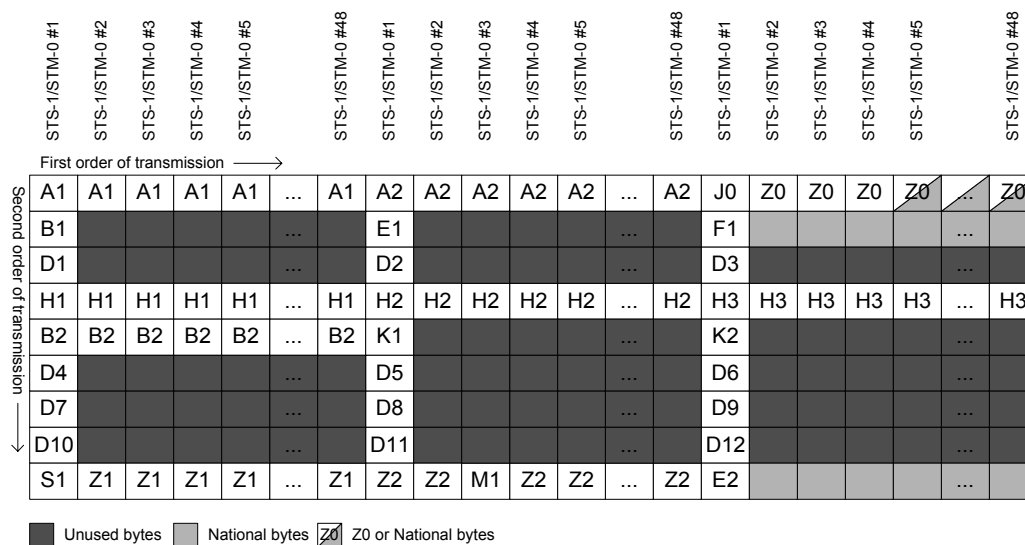 STS-1/STM-0 #1 STS-1/STM-0 #2 STS-1/STM-0 #3 STS-1/STM-0 #4 STS-1/STM-0 #5 STS-1/STM-0 #48 STS-1/STM-0 #1 STS-1/STM-0 #2 STS-1/STM-0 #3 STS-1/STM-0 #4 STS-1/STM-0 #5 STS-1/STM-0 #48 STS-1/STM-0 #1 STS-1/STM-0 #2 STS-1/STM-0 #3 STS-1/STM-0 #4 STS-1/STM-0 #5 STS-1/STM-0 #48
First order of transmission
Second order of transmission
A1 A1 A1 A1 A1 ... A1 A2 A2 A2 A2 A2 ... A2 J0 Z0 Z0 Z0 Z0 ... Z0
B1 ... E1 ... F1 ...
D1 ... D2 ... D3 ...
H1 H1 H1 H1 H1 ... H1 H2 H2 H2 H2 H2 ... H2 H3 H3 H3 H3 H3 ... H3
B2 B2 B2 B2 B2 ... B2 K1 ... K2 ...
D4 ... D5 ... D6 ...
D7 ... D8 ... D9 ...
D10 ... D11 ... D12 ...
S1 Z1 Z1 Z1 Z1 ... Z1 Z2 Z2 M1 Z2 Z2 ... Z2 E2 ...
Unused bytes National bytes Z0 Z0 or National bytes